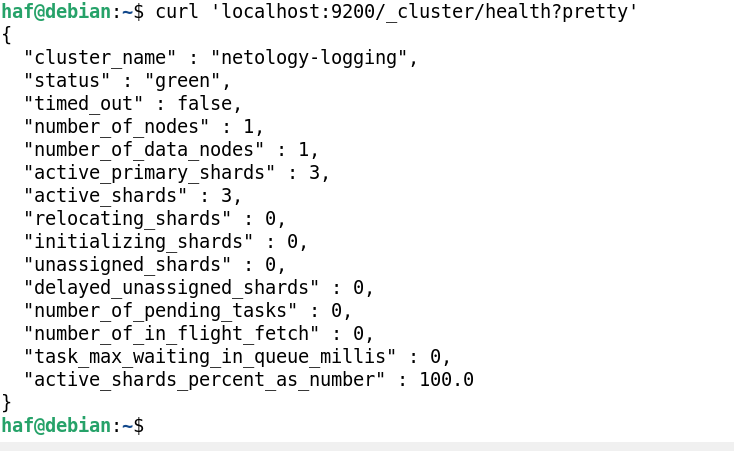 haf@debian:~$ curl 'localhost:9200/_cluster/health?pretty'
{
  "cluster_name" : "netology-logging",
  "status" : "green",
  "timed_out" : false,
  "number_of_nodes" : 1,
  "number_of_data_nodes" : 1,
  "active_primary_shards" : 3,
  "active_shards" : 3,
  "relocating_shards" : 0,
  "initializing_shards" : 0,
  "unassigned_shards" : 0,
  "delayed_unassigned_shards" : 0,
  "number_of_pending_tasks" : 0,
  "number_of_in_flight_fetch" : 0,
  "task_max_waiting_in_queue_millis" : 0,
  "active_shards_percent_as_number" : 100.0
}
haf@debian:~$